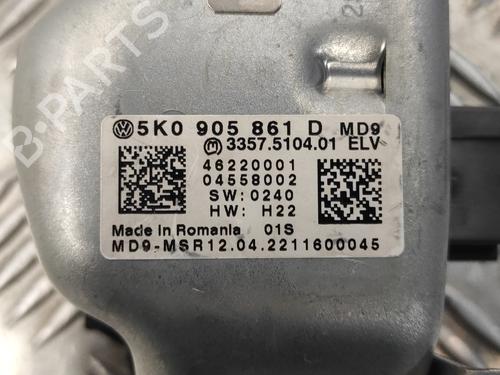 B-PARTS
2
5K0 905 861 D MD9
3357.5104.01 ELV
46220001
04558002
SW:0240
HW: H22
Made in Romania 01S
MD9-MSR12.04.2211600045